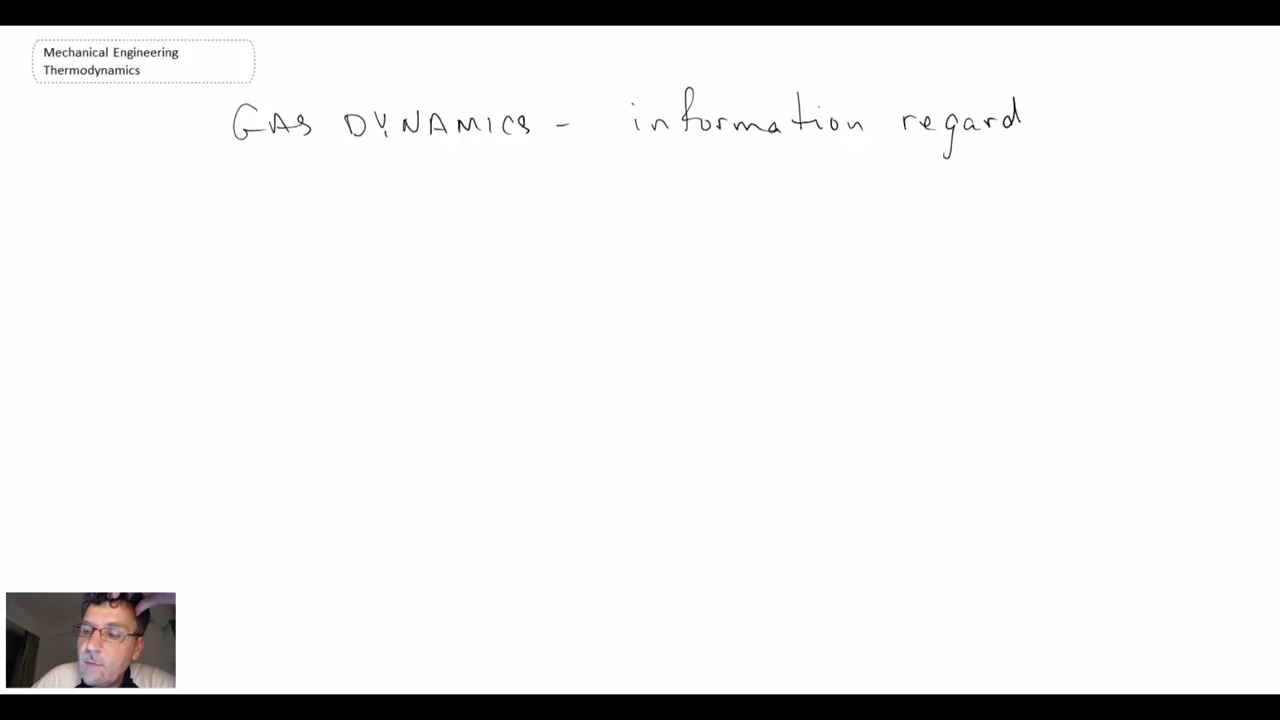 Mechanical Engineering
Thermodynamics
GAS DYNAMICS - information regard